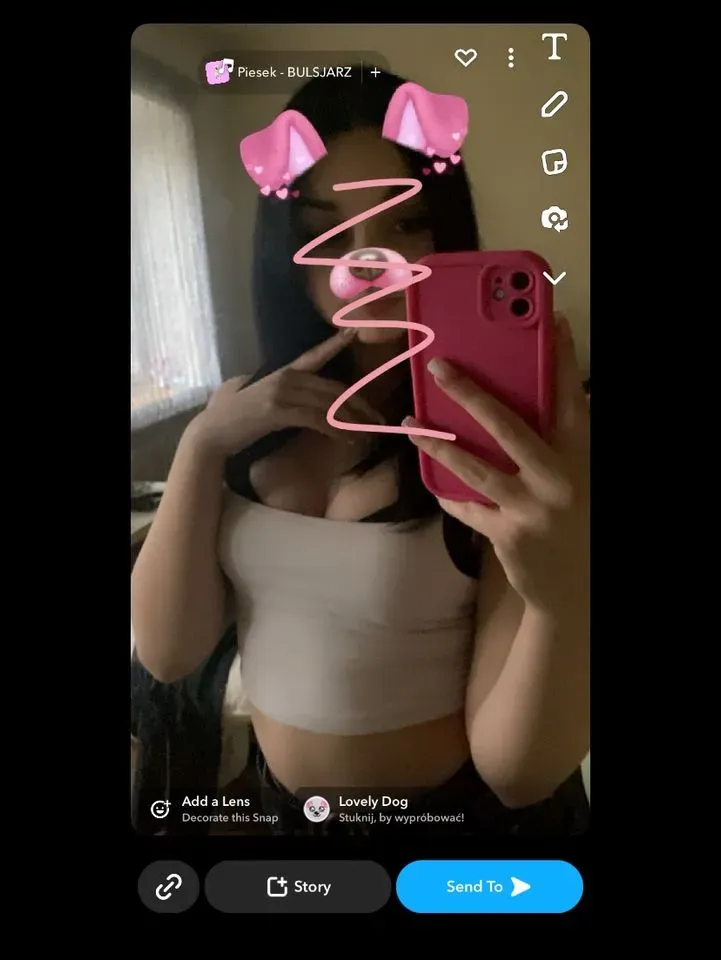 Piesek - BULSJARZ +
T
Add a Lens
Decorate this Snap
Lovely Dog
Stuknij, by wypróbować!
Story
Send To